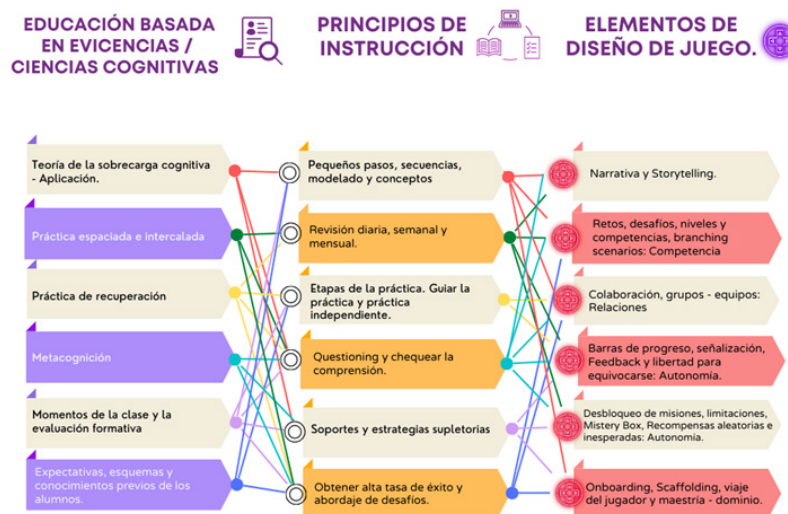 EDUCACIÓN BASADA
EN EVICENCIAS /
CIENCIAS COGNITIVAS
PRINCIPIOS DE
INSTRUCCIÓN
ELEMENTOS DE
DISEÑO DE JUEGO.
Teoría de la sobrecarga cognitiva
- Aplicación.
Práctica espaciada e intercalada
Práctica de recuperación
Metacognición
Momentos de la clase y la
evaluación formativa
Expectativas, esquemas y
conocimientos previos de los
alumnos.
Pequeños pasos, secuencias,
modelado y conceptos
Revisión diaria, semanal y
mensual.
Etapas de la práctica. Guiar la
práctica y práctica
independiente.
Questioning y chequear la
comprensión.
Soportes y estrategias supletorias
Obtener alta tasa de éxito y
abordaje de desafíos.
Narrativa y Storytelling.
Retos, desafíos, niveles y
competencias, branching
scenarios: Competencia
Colaboración, grupos - equipos:
Relaciones
Barras de progreso, señalización,
Feedback y libertad para
equivocarse: Autonomía.
Desbloqueo de misiones, limitaciones,
Mistery Box, Recompensas aleatorias e
inesperadas: Autonomía.
Onboarding, Scaffolding, viaje
del jugador y maestría - dominio.